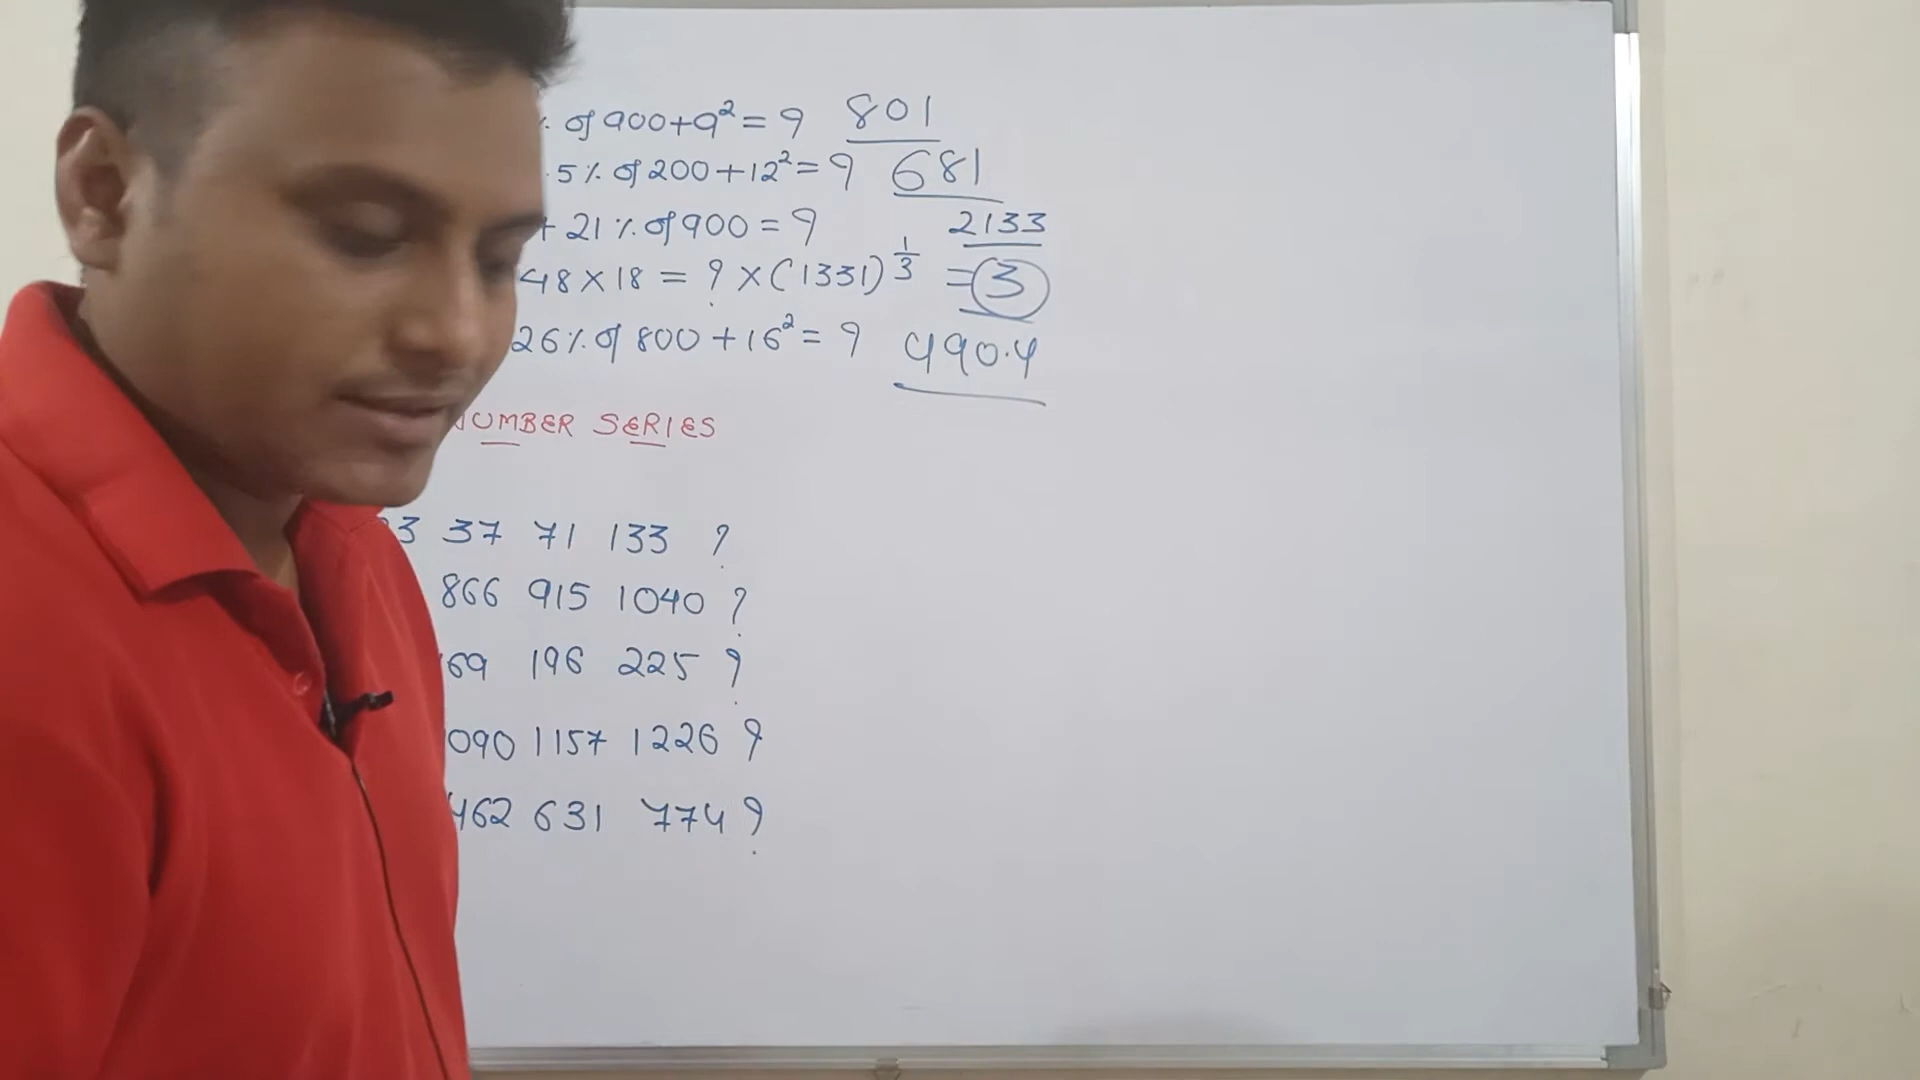 % of 900+9² = ? 801
5% of 200+12² = ? 681
+ 21% of 900 = ? 2133
48×18 = ? ×(1331)^1/3 = 3
26% of 800 +16² = ? 490.4
NUMBER SERIES
3 37 71 133 ?
866 915 1040 ?
169 196 225 ?
090 1157 1226 ?
462 631 774 ?